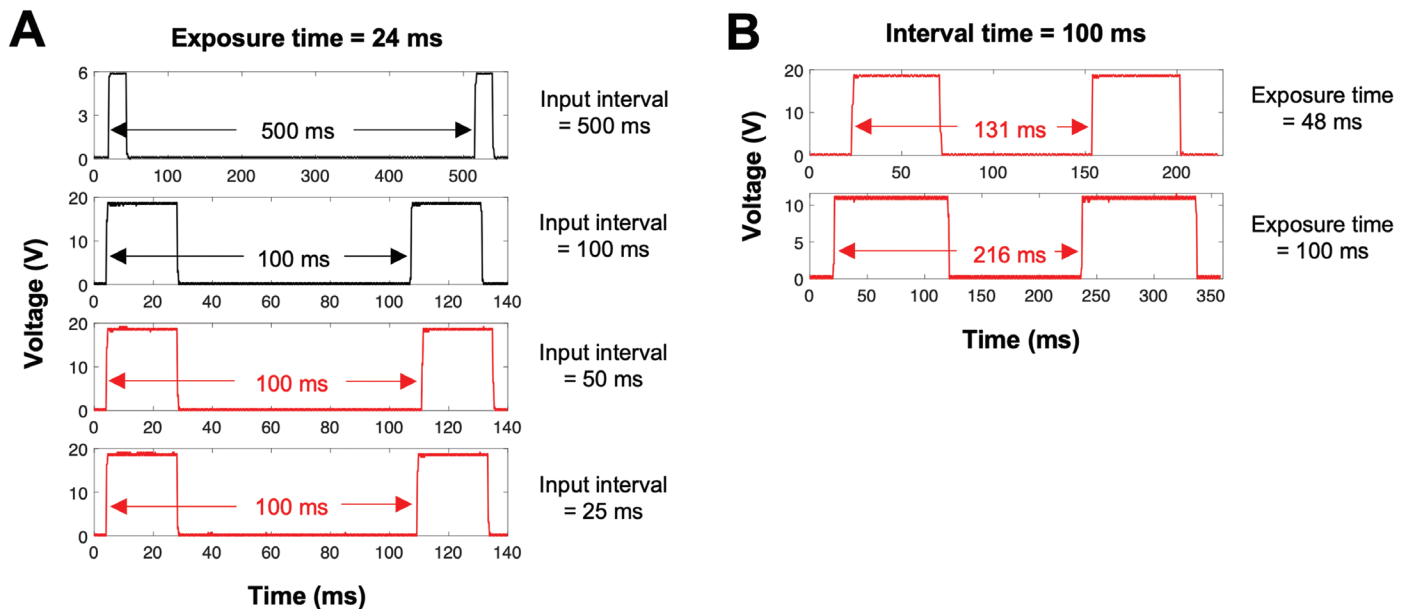 A
Exposure time = 24 ms
Voltage (V)
6
3
0
500 ms
0 100 200 300 400 500
Input interval
= 500 ms
20
10
0
100 ms
0 20 40 60 80 100 120 140
Input interval
= 100 ms
20
10
0
100 ms
0 20 40 60 80 100 120 140
Input interval
= 50 ms
20
10
0
100 ms
0 20 40 60 80 100 120 140
Input interval
= 25 ms
Time (ms)
B
Interval time = 100 ms
Voltage (V)
20
10
0
131 ms
0 50 100 150 200
Exposure time
= 48 ms
10
5
0
216 ms
0 50 100 150 200 250 300 350
Exposure time
= 100 ms
Time (ms)